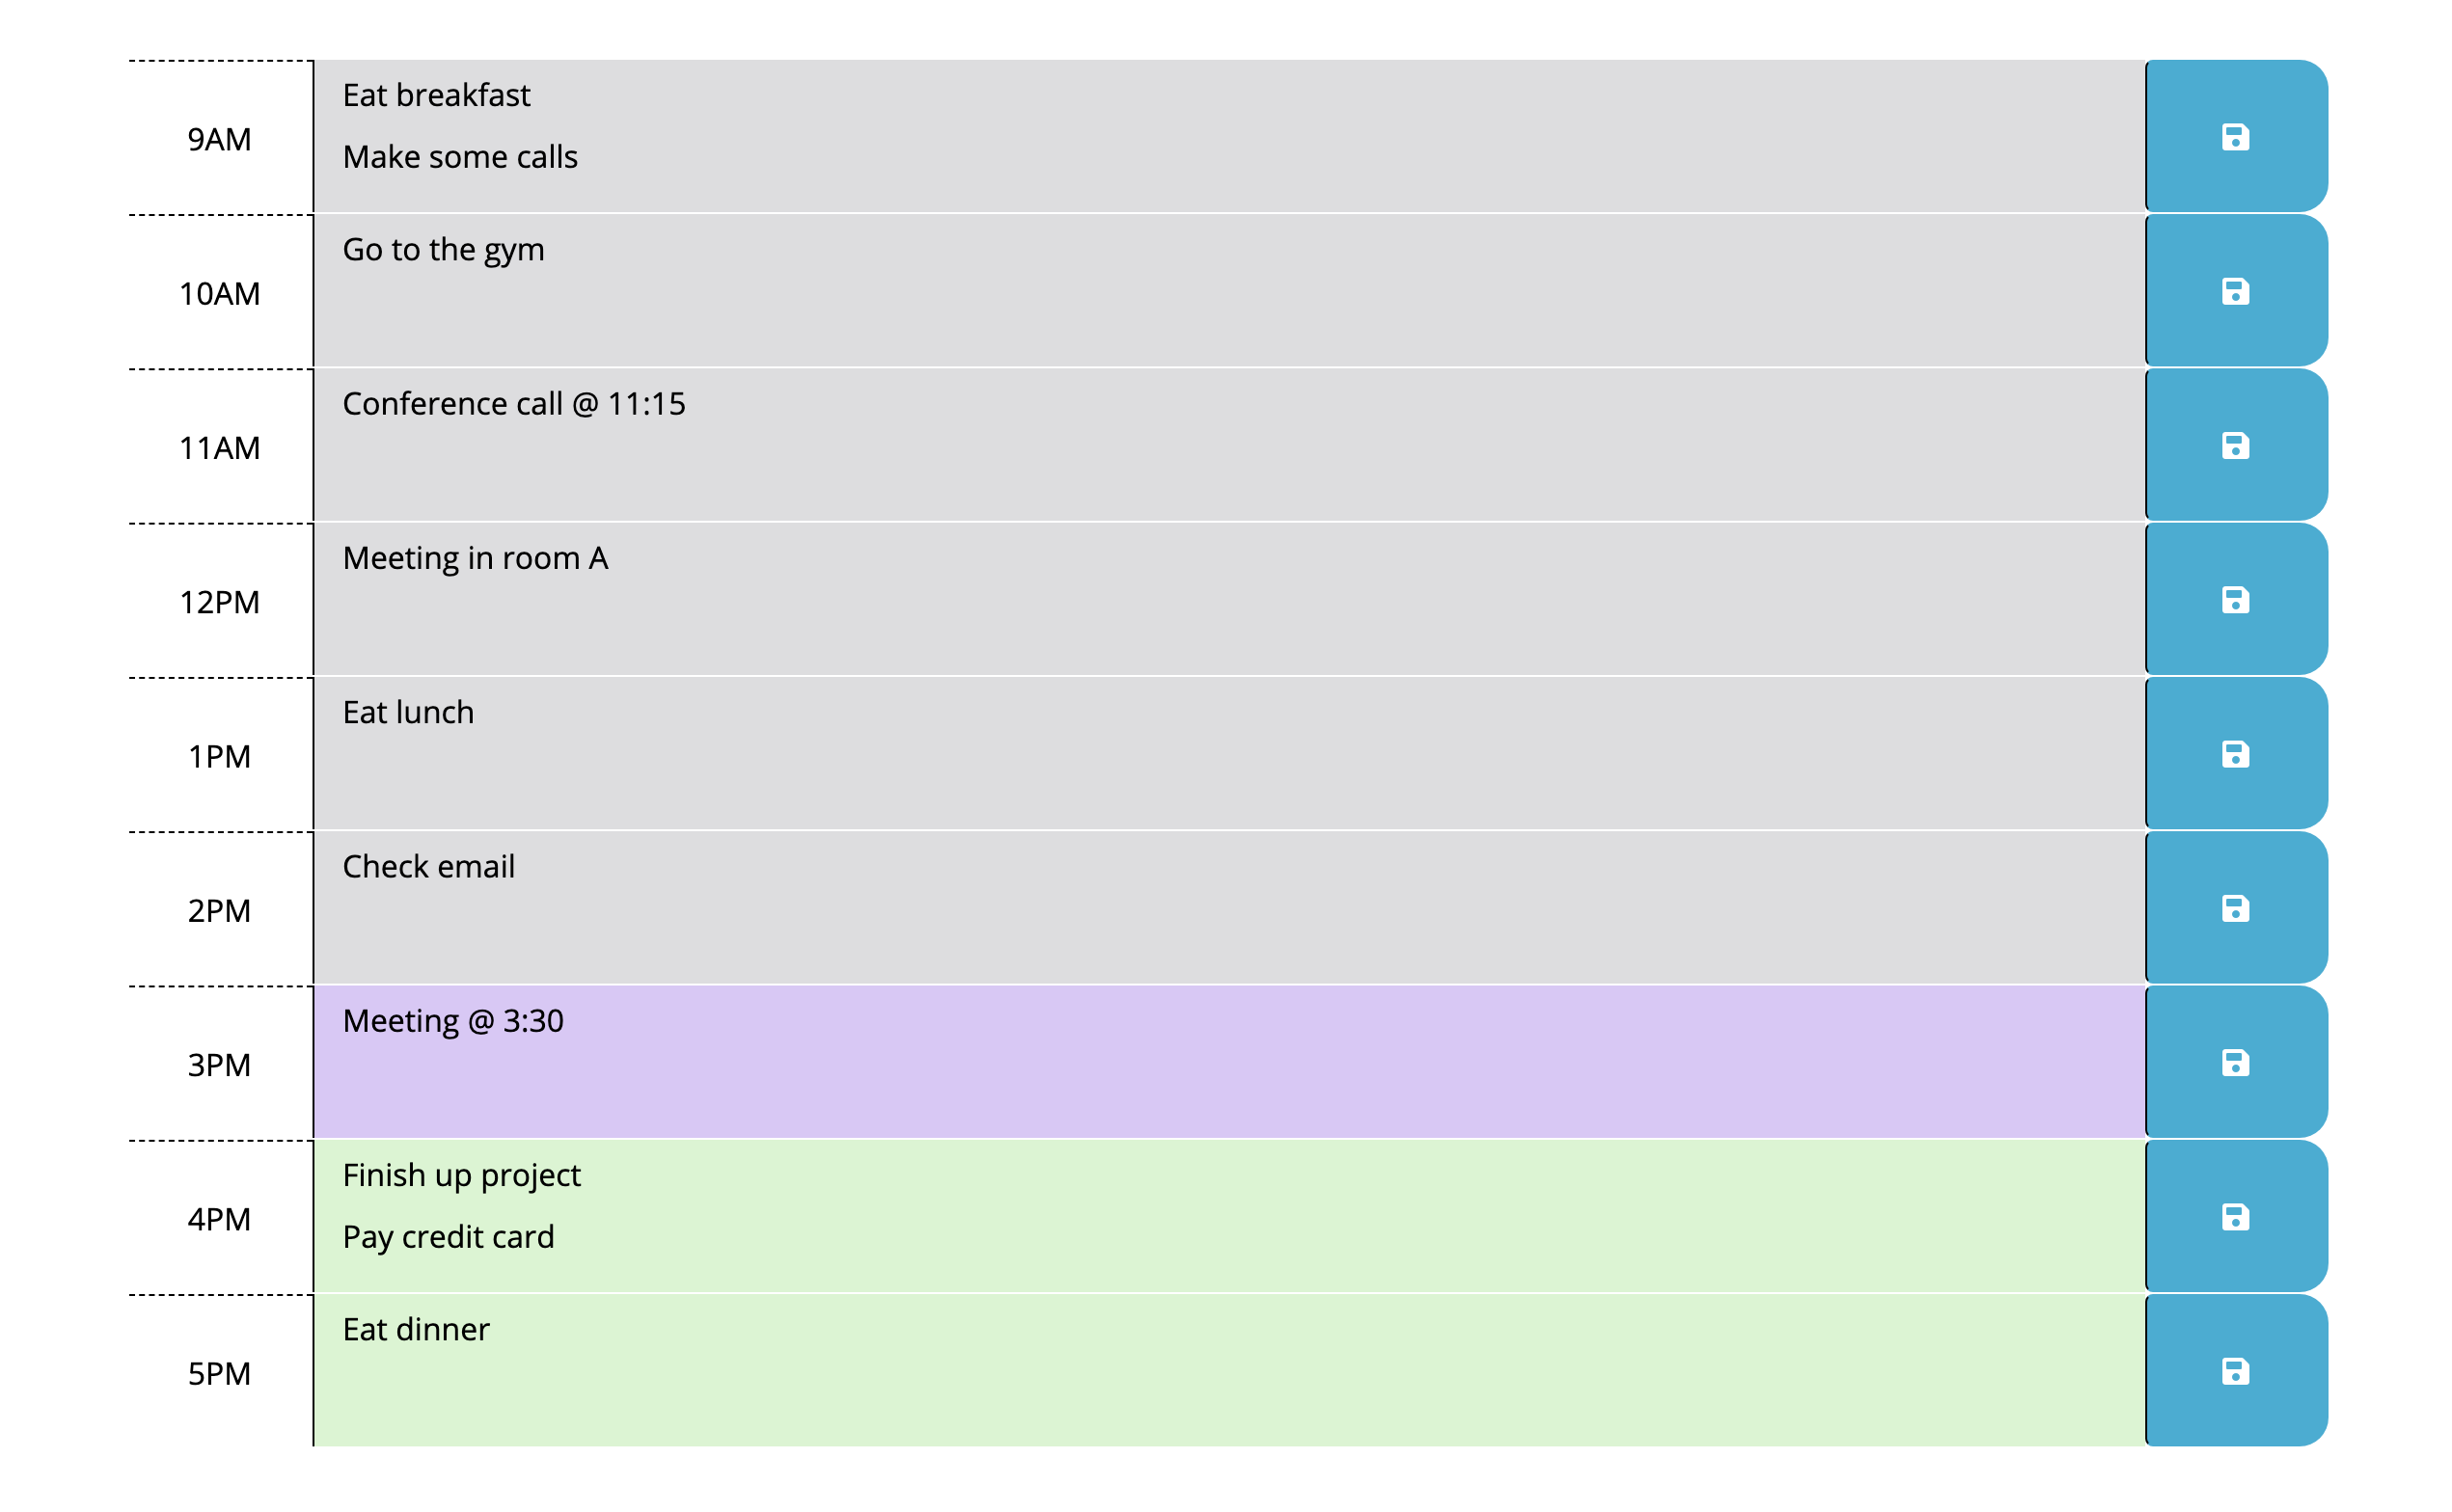 9AM
Eat breakfast
Make some calls
10AM
Go to the gym
11AM
Conference call @ 11:15
12PM
Meeting in room A
1PM
Eat lunch
2PM
Check email
3PM
Meeting @ 3:30
4PM
Finish up project
Pay credit card
5PM
Eat dinner